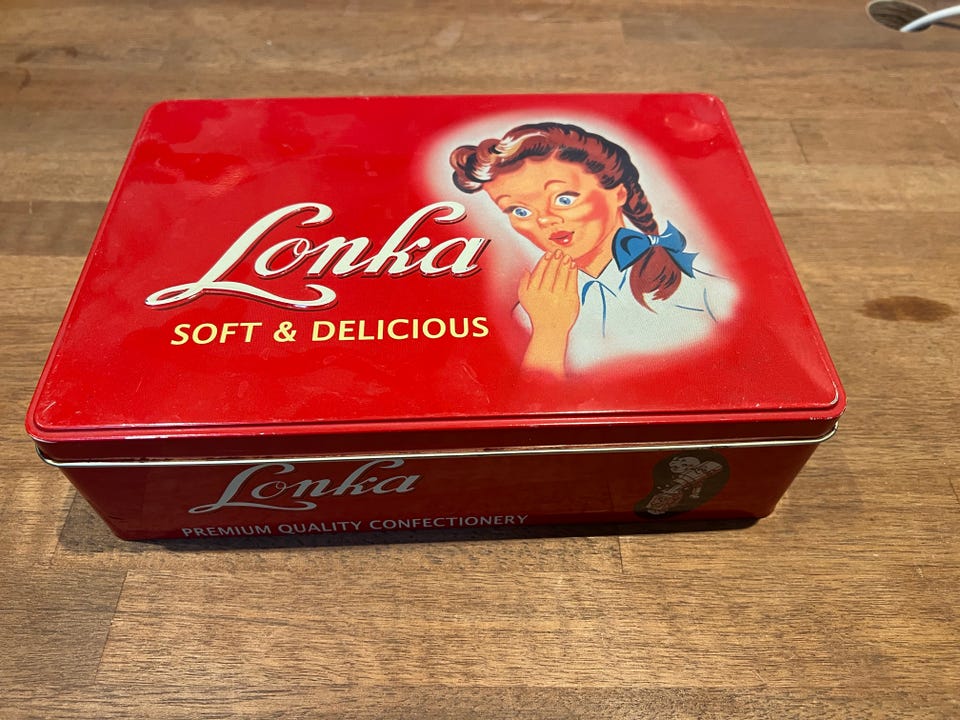 Lonka
SOFT & DELICIOUS
Lonka
PREMIUM QUALITY CONFECTIONERY